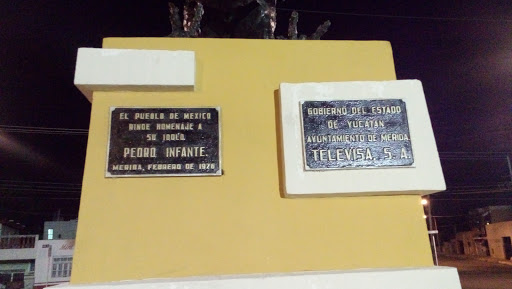 EL PUEBLO DE MEXICO
RINDE HOMENAJE A
SU IDOLO
PEDRO INFANTE.
MERIDA, FEBRERO DE 1978
GOBIERNO DEL ESTADO
DE YUCATAN
AYUNTAMIENTO DE MERIDA
TELEVISA, S.A.